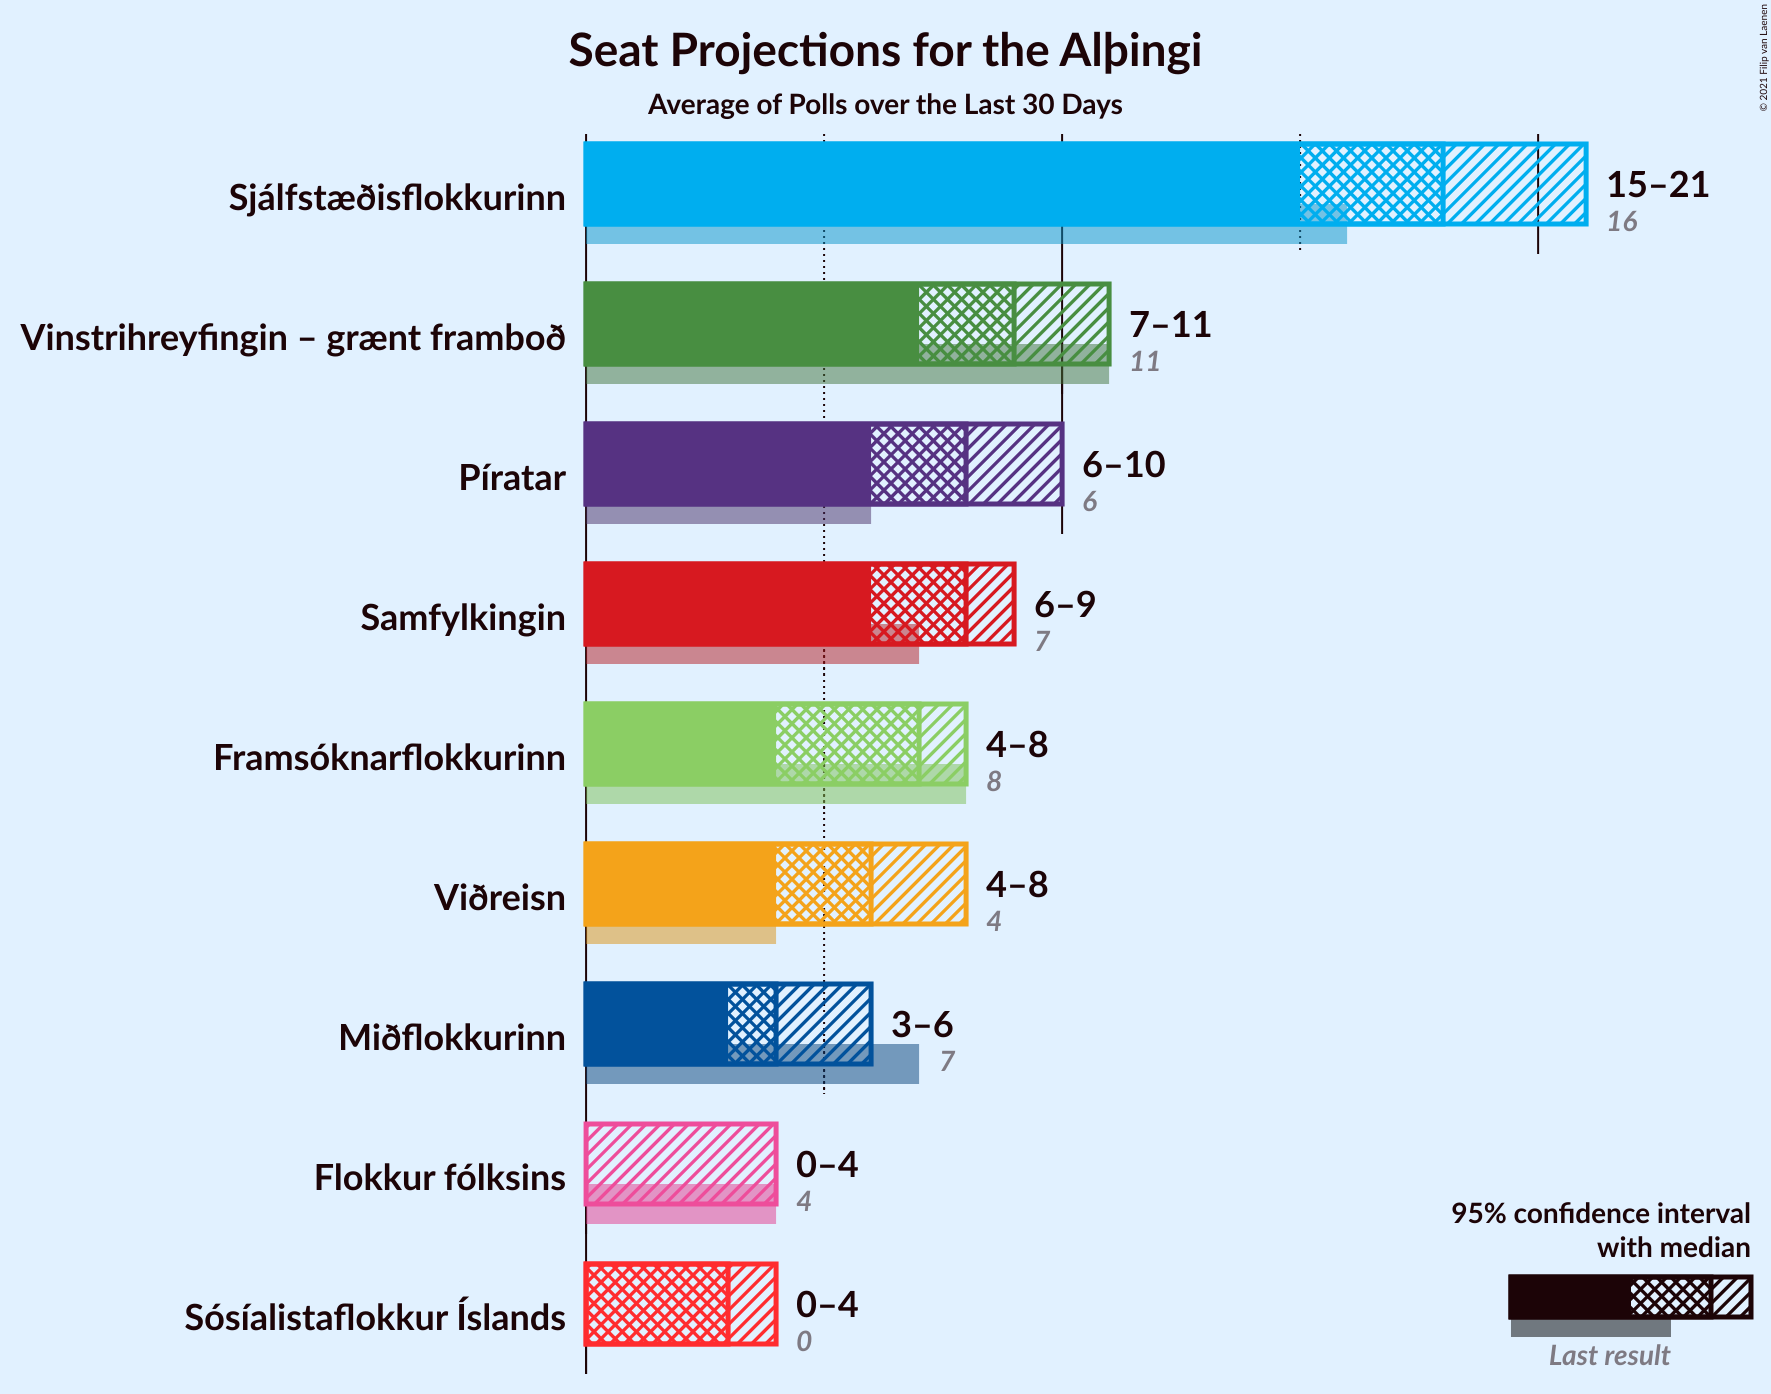 Seat Projections for the Alþingi
Average of Polls over the Last 30 Days
© 2021 Filip van Laenen
Sjálfstæðisflokkurinn
15–21
16
Vinstrihreyfingin – grænt framboð
7–11
11
Píratar
6–10
6
Samfylkingin
6–9
7
Framsóknarflokkurinn
4–8
8
Viðreisn
4–8
4
Miðflokkurinn
3–6
7
Flokkur fólksins
0–4
4
Sósíalistaflokkur Íslands
0–4
0
95% confidence interval
with median
Last result